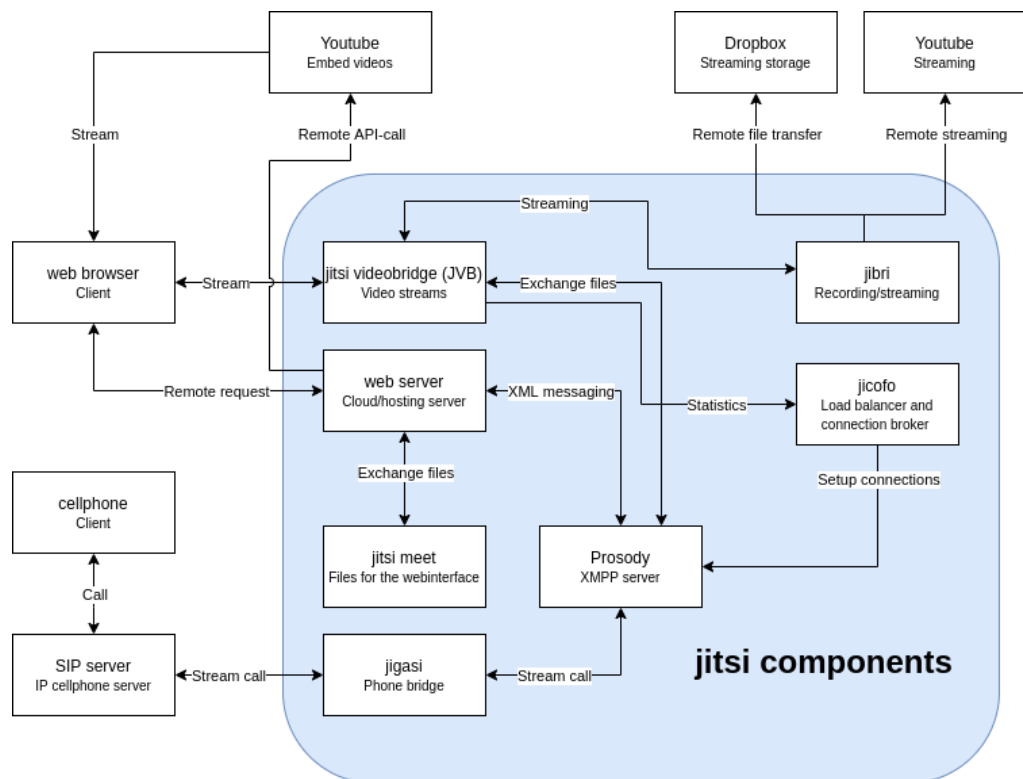 Youtube
Embed videos
Dropbox
Streaming storage
Youtube
Streaming
Stream
Remote API-call
Remote file transfer
Remote streaming
Streaming
web browser
Client
Stream
jitsi videobridge (JVB)
Video streams
Exchange files
jibri
Recording/streaming
Remote request
web server
Cloud/hosting server
XML messaging
Statistics
jicofo
Load balancer and
connection broker
Exchange files
Setup connections
cellphone
Client
jitsi meet
Files for the webinterface
Prosody
XMPP server
Call
SIP server
IP cellphone server
Stream call
jigasi
Phone bridge
Stream call
jitsi components